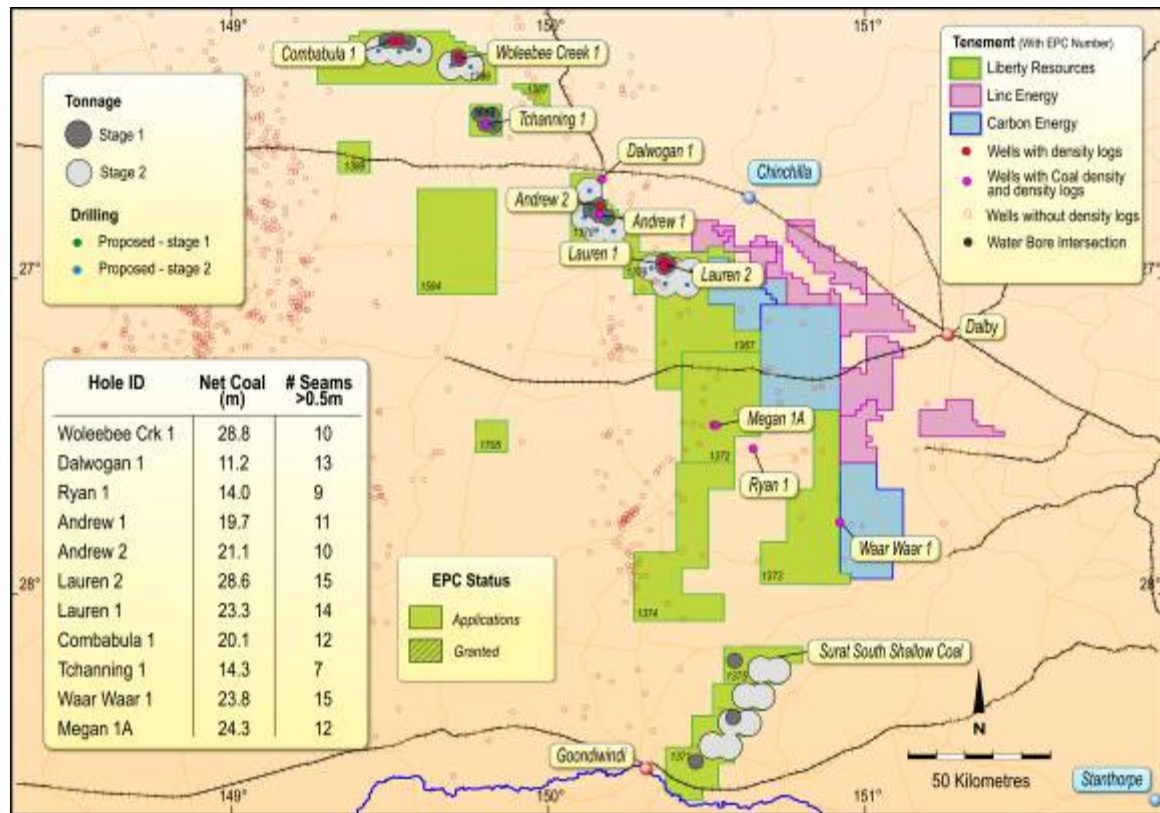 149°
150°
151°
Combabula 1
Woleebee Creek 1
Tchanning 1
Dalwogan 1
Chinchilla
Andrew 2
Andrew 1
Lauren 1
Lauren 2
27°
27°
Dalby
1594
1367
Megan 1A
1372
Ryan 1
Waar Waar 1
1373
1374
28°
28°
Surat South Shallow Coal
Goondiwindi
Stanthorpe
149°
150°
151°
N
50 Kilometres
Tonnage
Stage 1
Stage 2
Drilling
Proposed - stage 1
Proposed - stage 2
Tenement (With EPC Number)
Liberty Resources
Linc Energy
Carbon Energy
Wells with density logs
Wells with Coal density
and density logs
Wells without density logs
Water Bore Intersection
Hole ID Net Coal (m) # Seams >0.5m
Woleebee Crk 1 28.8 10
Dalwogan 1 11.2 13
Ryan 1 14.0 9
Andrew 1 19.7 11
Andrew 2 21.1 10
Lauren 2 28.6 15
Lauren 1 23.3 14
Combabula 1 20.1 12
Tchanning 1 14.3 7
Waar Waar 1 23.8 15
Megan 1A 24.3 12
EPC Status
Applications
Granted